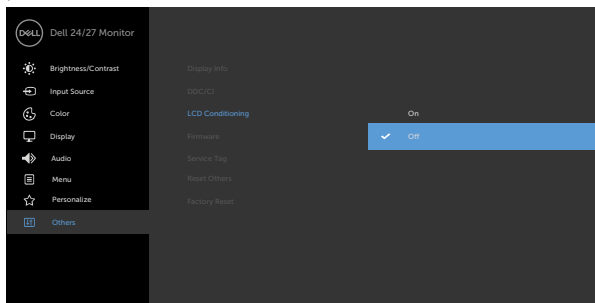 DELL
Dell 24/27 Monitor
Brightness/Contrast
Input Source
Color
Display
Audio
Menu
Personalize
Others
Display Info
DDC/CI
LCD Conditioning
Firmware
Service Tag
Reset Others
Factory Reset
On
Off